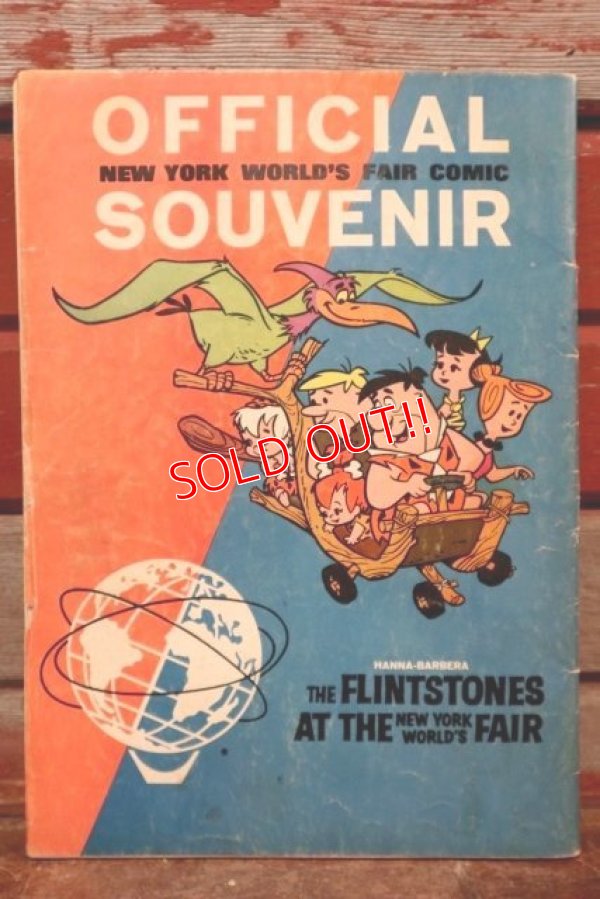 OFFICIAL
NEW YORK WORLD'S FAIR COMIC
SOUVENIR
SOLD OUT!!
HANNA-BARBERA
THE FLINTSTONES
AT THE NEW YORK WORLD'S FAIR